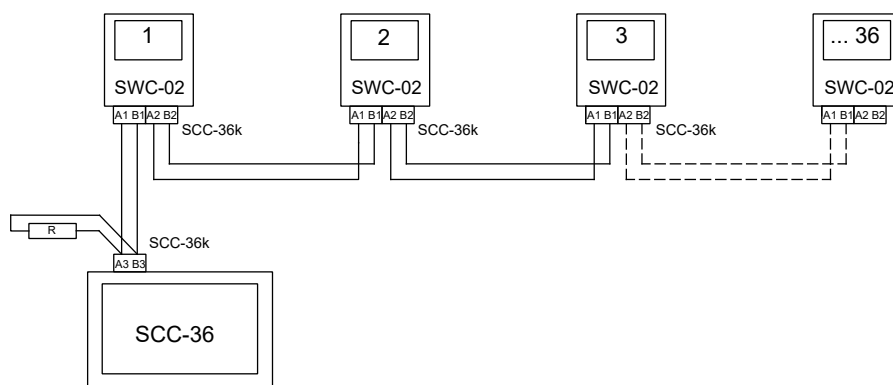 1
2
3
... 36
SWC-02
SWC-02
SWC-02
SWC-02
A1 B1 A2 B2
A1 B1 A2 B2
A1 B1 A2 B2
A1 B1 A2 B2
SCC-36k
SCC-36k
SCC-36k
R
SCC-36k
A3 B3
SCC-36